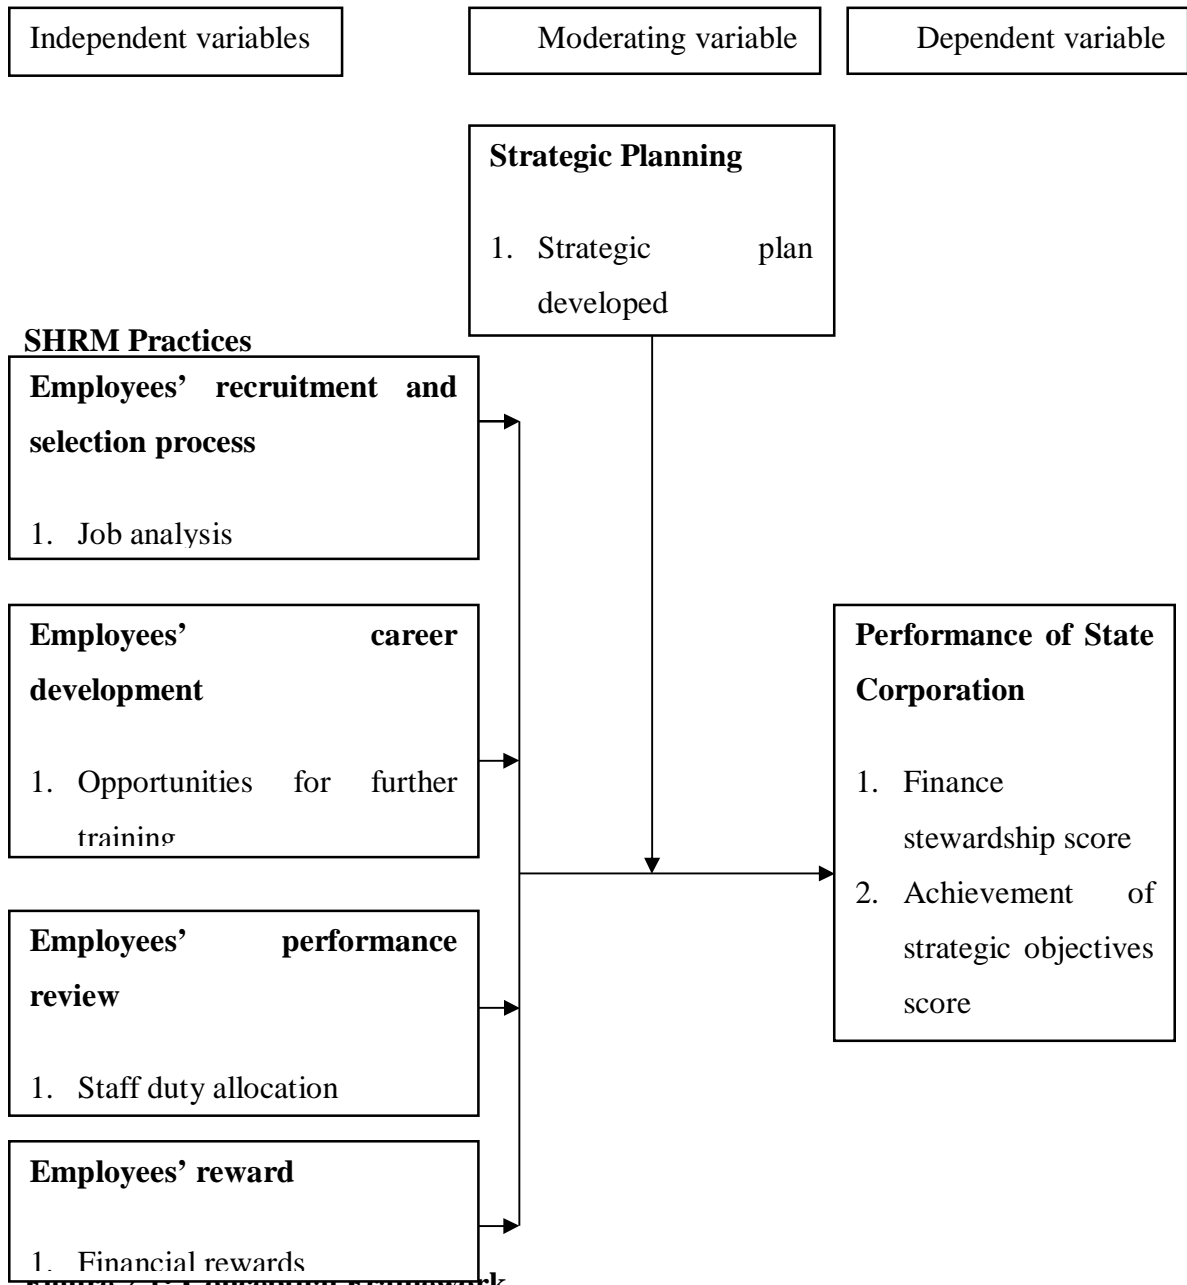 Independent variables
Moderating variable
Dependent variable
Strategic Planning
1. Strategic plan
developed
SHRM Practices
Employees’ recruitment and
selection process
1. Job analysis
Employees’ career
development
1. Opportunities for further
training
Performance of State
Corporation
1. Finance
stewardship score
2. Achievement of
strategic objectives
score
Employees’ performance
review
1. Staff duty allocation
Employees’ reward
1. Financial rewards